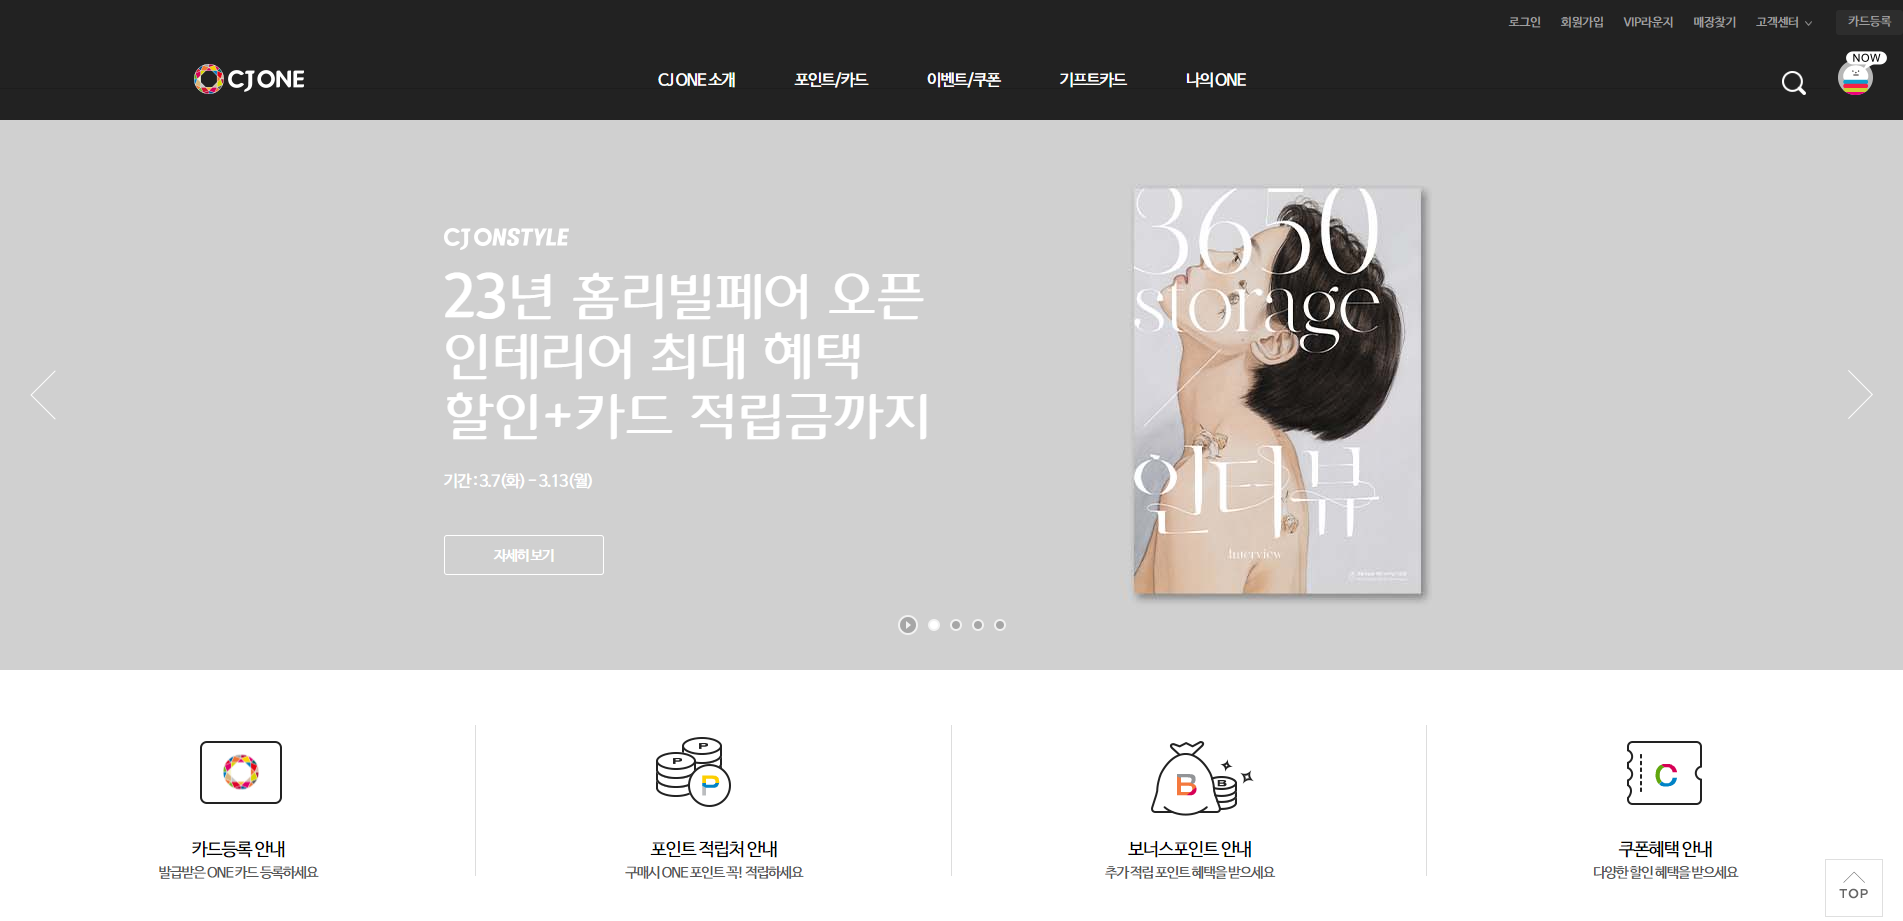 로그인 회원가입 VIP라운지 매장찾기 고객센터 카드등록
CJ ONE
CJ ONE 소개 포인트/카드 이벤트/쿠폰 기프트카드 나의 ONE
NOW
CJ ONSTYLE
23년 홈리빌페어 오픈
인테리어 최대 혜택
할인+카드 적립금까지
기간 : 3.7(화) - 3.13(월)
자세히 보기
3650
storage
인터뷰
Interview
P
P
P
B
B
C
카드등록 안내
발급받은 ONE 카드 등록하세요
포인트 적립처 안내
구매시 ONE 포인트 꼭! 적립하세요
보너스포인트 안내
추가 적립 포인트 혜택을 받으세요
쿠폰혜택 안내
다양한 할인 혜택을 받으세요
TOP